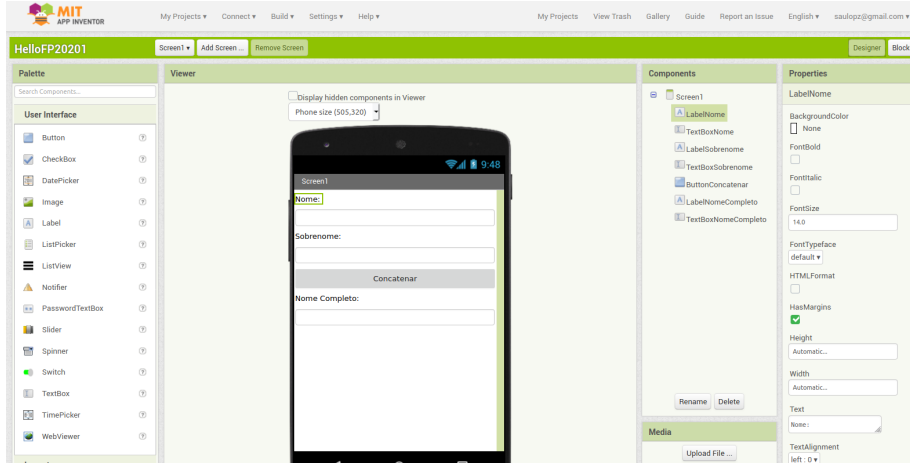 MIT
APP INVENTOR
My Projects ▾ Connect ▾ Build ▾ Settings ▾ Help ▾
My Projects View Trash Gallery Guide Report an Issue English ▾ saulopz@gmail.com ▾
HelloFP20201
Screen1 ▾ Add Screen ... Remove Screen
Designer Block
Palette
Search Components...
User Interface
Button ?
CheckBox ?
DatePicker ?
Image ?
Label ?
ListPicker ?
ListView ?
Notifier ?
PasswordTextBox ?
Slider ?
Spinner ?
Switch ?
TextBox ?
TimePicker ?
WebViewer ?
Viewer
Display hidden components in Viewer
Phone size (505,320)
9:48
Screen1
Nome:
Sobrenome:
Concatenar
Nome Completo:
Components
Screen1
LabelNome
TextBoxNome
LabelSobrenome
TextBoxSobrenome
ButtonConcatenar
LabelNomeCompleto
TextBoxNomeCompleto
Rename Delete
Media
Upload File ...
Properties
LabelNome
BackgroundColor
None
FontBold
FontItalic
FontSize
14.0
FontTypeface
default ▾
HTMLFormat
HasMargins
Height
Automatic...
Width
Automatic...
Text
Nome:
TextAlignment
left : 0 ▾